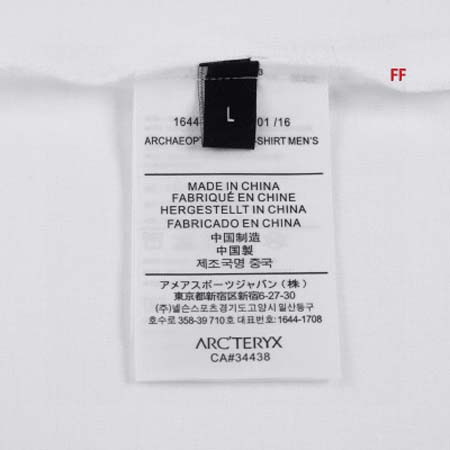 FF
L
1644 01 /16
ARCHAEOP -SHIRT MEN'S
MADE IN CHINA
FABRIQUÉ EN CHINE
HERGESTELLT IN CHINA
FABRICADO EN CHINA
中国制造
中国製
제조국명 중국
アメアスポーツジャパン（株）
東京都新宿区新宿6-27-30
(주)넬슨스포츠경기도고양시일산동구
호수로 358-39 710호 대표번호:1644-1708
ARC'TERYX
CA#34438